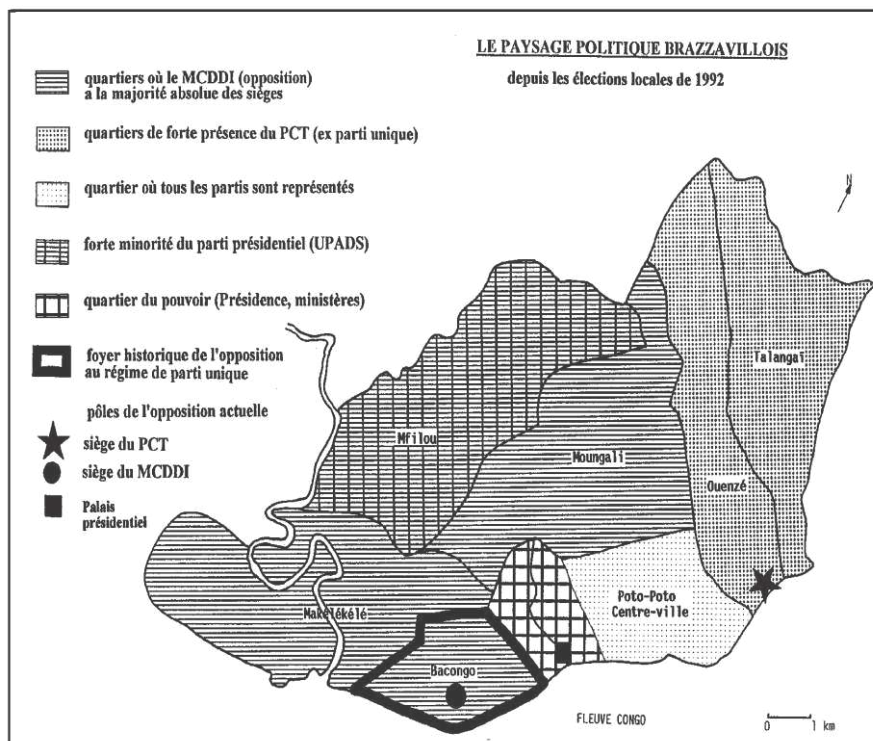 LE PAYSAGE POLITIQUE BRAZZAVILLOIS
depuis les élections locales de 1992
quartiers où le MCDDI (opposition)
a la majorité absolue des sièges
quartiers de forte présence du PCT (ex parti unique)
quartier où tous les partis sont représentés
forte minorité du parti présidentiel (UPADS)
quartier du pouvoir (Présidence, ministères)
foyer historique de l'opposition
au régime de parti unique
pôles de l'opposition actuelle
siège du PCT
siège du MCDDI
Palais
présidentiel
N
Talangaï
Mfilou
Moungali
Ouenzé
Poto-Poto
Centre-ville
Makélékélé
Bacongo
FLEUVE CONGO
0 1 km